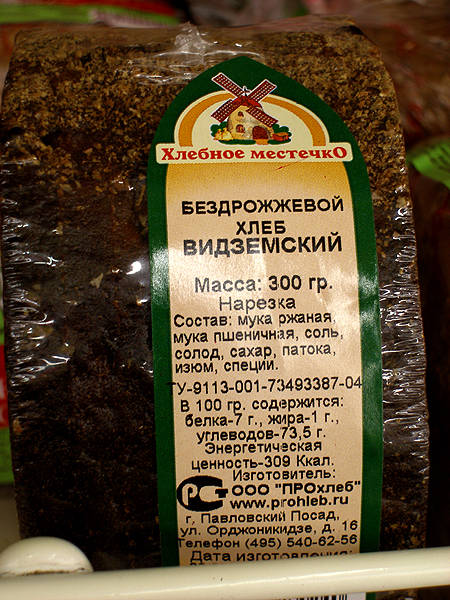 Хлебное местечкО
БЕЗДРОЖЖЕВОЙ
ХЛЕБ
ВИДЗЕМСКИЙ
Масса: 300 гр.
Нарезка
Состав: мука ржаная,
мука пшеничная, соль,
солод, сахар, патока,
изюм, специи.
ТУ-9113-001-73493387-04
В 100 гр. содержится:
белка-7 г., жира-1 г.,
углеводов-73,5 г.
Энергетическая
ценность-309 Ккал.
Изготовитель:
РСТ ООО "ПРОхлеб"
www.prohleb.ru
г. Павловский Посад,
ул. Орджоникидзе, д. 16
Телефон (495) 540-62-56
Дата изготовления: